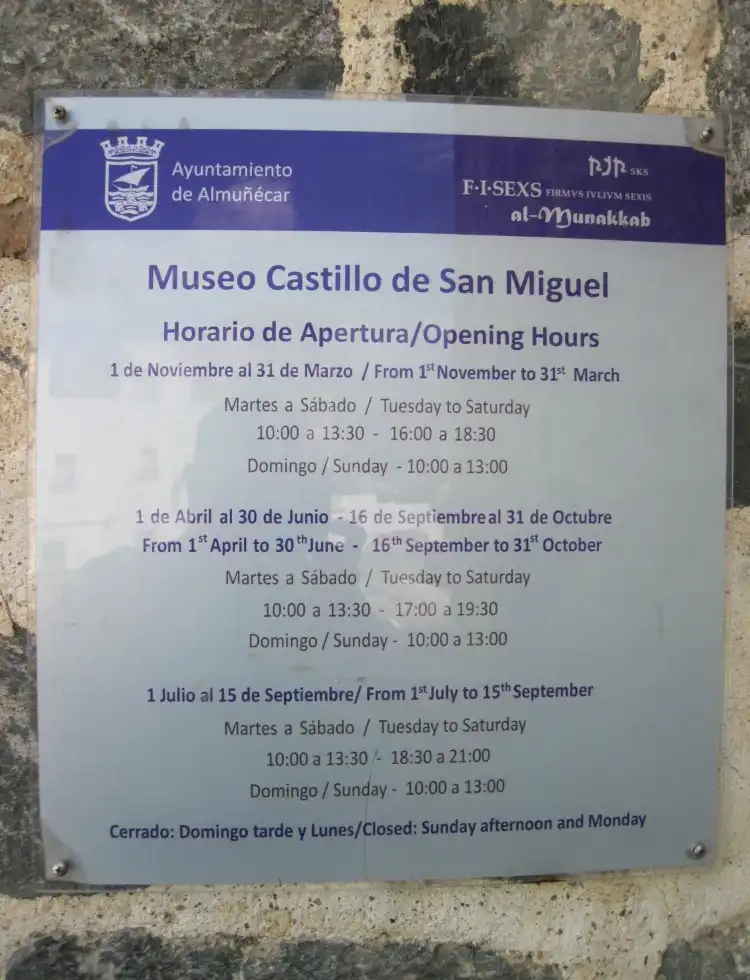 Ayuntamiento
de Almuñécar
SKS
F·I·SEXS FIRMVS IVLIVM SEXIS
al-Munakkab
Museo Castillo de San Miguel
Horario de Apertura/Opening Hours
1 de Noviembre al 31 de Marzo / From 1st November to 31st March
Martes a Sábado / Tuesday to Saturday
10:00 a 13:30 - 16:00 a 18:30
Domingo / Sunday - 10:00 a 13:00
1 de Abril al 30 de Junio - 16 de Septiembre al 31 de Octubre
From 1st April to 30th June - 16th September to 31st October
Martes a Sábado / Tuesday to Saturday
10:00 a 13:30 - 17:00 a 19:30
Domingo / Sunday - 10:00 a 13:00
1 Julio al 15 de Septiembre/ From 1st July to 15th September
Martes a Sábado / Tuesday to Saturday
10:00 a 13:30 - 18:30 a 21:00
Domingo / Sunday - 10:00 a 13:00
Cerrado: Domingo tarde y Lunes/Closed: Sunday afternoon and Monday